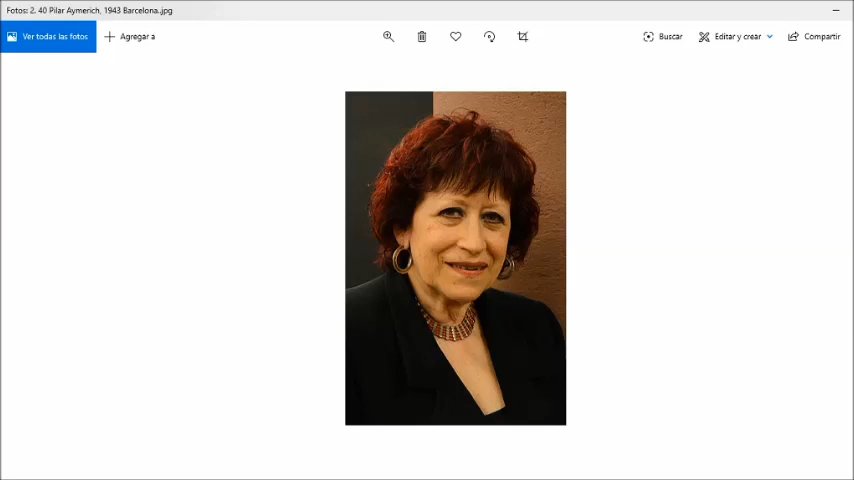 Fotos: 2, 40 Pilar Aymerich, 1943 Barcelona..jpg
Ver todas las fotos
Agregar a
Buscar
Editar y crear
Compartir